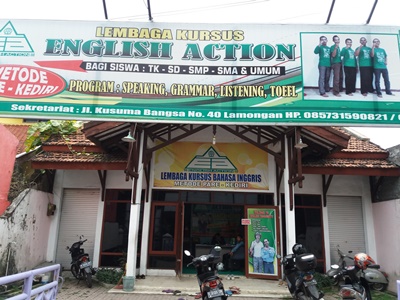 LEMBAGA KURSUS
ENGLISH ACTION
BAGI SISWA : TK - SD - SMP - SMA & UMUM
METODE
E - KEDIRI
PROGRAM : SPEAKING, GRAMMAR, LISTENING, TOEFL
Sekretariat : Jl. Kusuma Bangsa No. 40 Lamongan HP. 085731590821 /
LEMBAGA KURSUS BAHASA INGGRIS
METODE PARE - KEDIRI